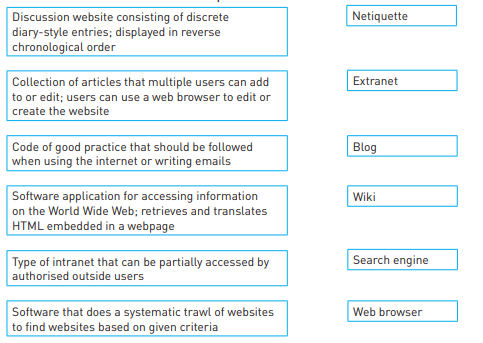 Discussion website consisting of discrete
diary-style entries; displayed in reverse
chronological order
Netiquette
Collection of articles that multiple users can add
to or edit; users can use a web browser to edit or
create the website
Extranet
Code of good practice that should be followed
when using the internet or writing emails
Blog
Software application for accessing information
on the World Wide Web; retrieves and translates
HTML embedded in a webpage
Wiki
Type of intranet that can be partially accessed by
authorised outside users
Search engine
Software that does a systematic trawl of websites
to find websites based on given criteria
Web browser